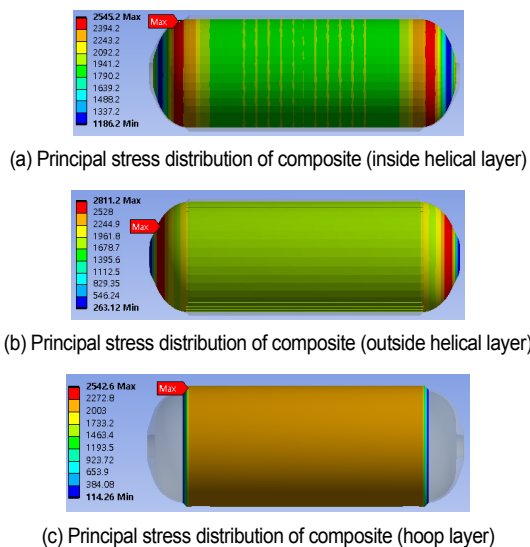 2545.2 Max
2394.2
2243.2
2092.2
1941.2
1790.2
1639.2
1488.2
1337.2
1186.2 Min
Max
(a) Principal stress distribution of composite (inside helical layer)
2811.2 Max
2528
2244.9
1961.8
1678.7
1395.6
1112.5
829.35
546.24
263.12 Min
Max
(b) Principal stress distribution of composite (outside helical layer)
2542.6 Max
2272.8
2003
1733.2
1463.4
1193.5
923.72
653.9
384.08
114.26 Min
Max
(c) Principal stress distribution of composite (hoop layer)